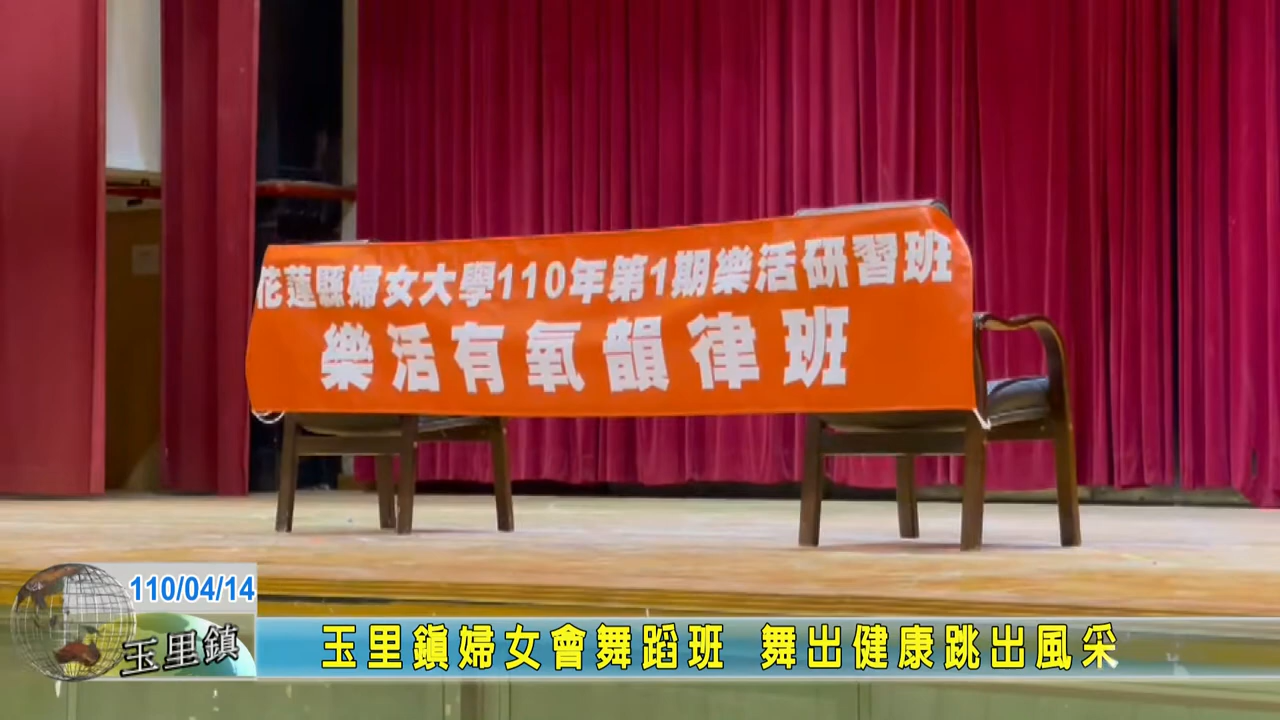 花蓮縣婦女大學110年第1期樂活研習班
樂活有氧韻律班
110/04/14
玉里鎮
玉里鎮婦女會舞蹈班 舞出健康跳出風采